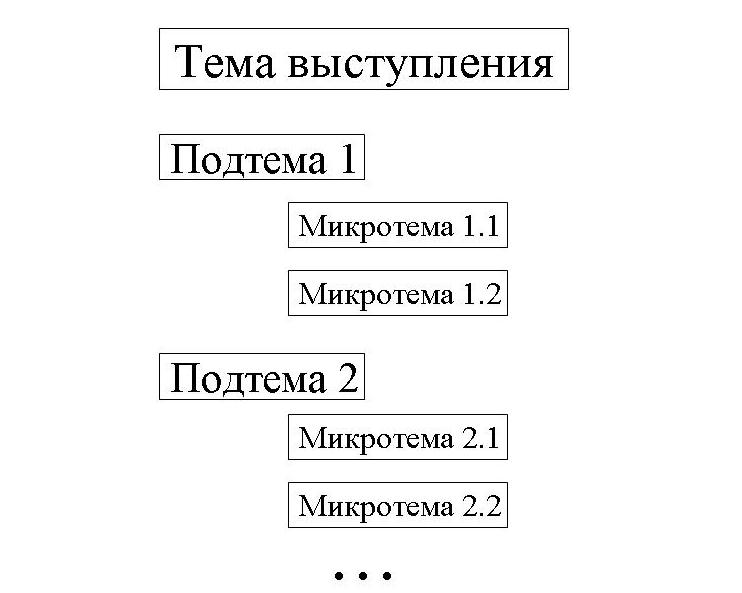 Тема выступления
Подтема 1
Микротема 1.1
Микротема 1.2
Подтема 2
Микротема 2.1
Микротема 2.2
...